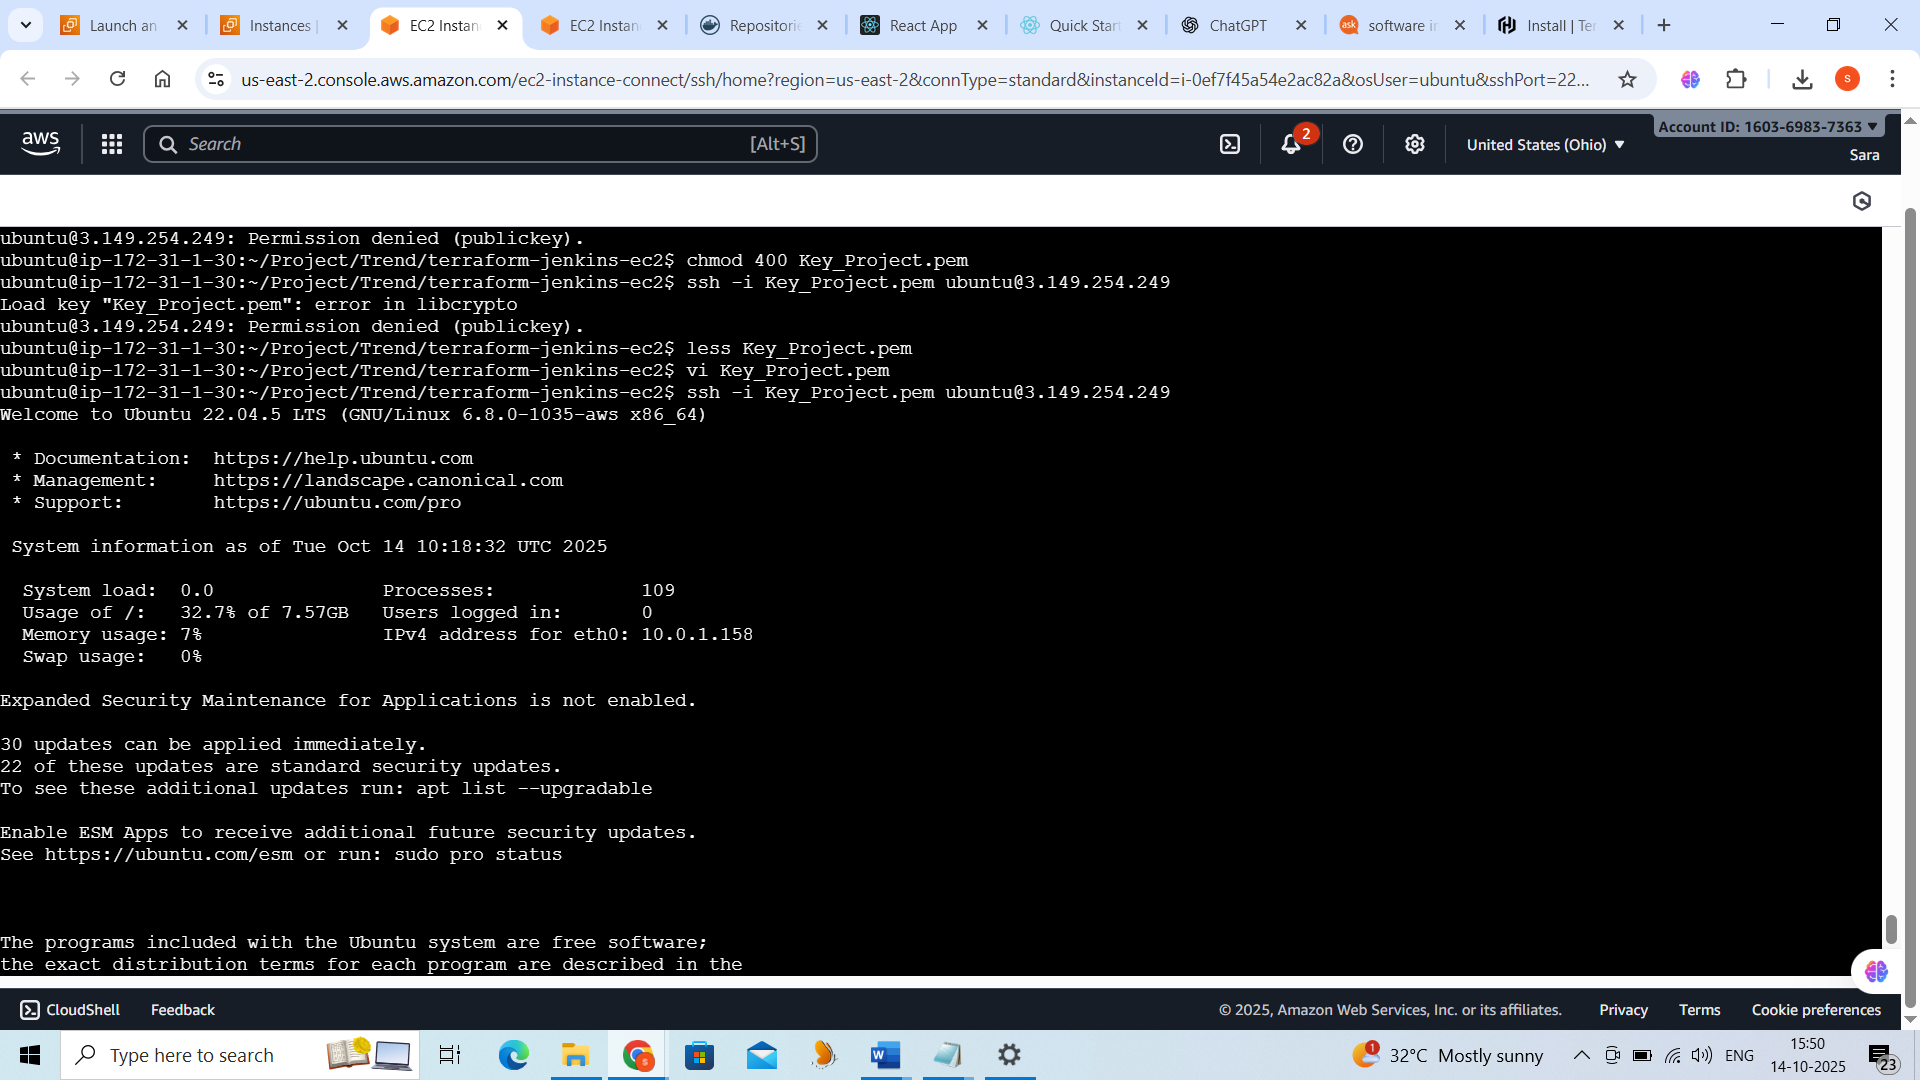 Launch an
Instances |
EC2 Instan
EC2 Instan
Repositorie
React App
Quick Start
ChatGPT
ask
software in
Install | Ter
us-east-2.console.aws.amazon.com/ec2-instance-connect/ssh/home?region=us-east-2&connType=standard&instanceId=i-0ef7f45a54e2ac82a&osUser=ubuntu&sshPort=22...
S
aws
Search
[Alt+S]
2
United States (Ohio)
Account ID: 1603-6983-7363
Sara
ubuntu@3.149.254.249: Permission denied (publickey).
ubuntu@ip-172-31-1-30:~/Project/Trend/terraform-jenkins-ec2$ chmod 400 Key_Project.pem
ubuntu@ip-172-31-1-30:~/Project/Trend/terraform-jenkins-ec2$ ssh -i Key_Project.pem ubuntu@3.149.254.249
Load key "Key_Project.pem": error in libcrypto
ubuntu@3.149.254.249: Permission denied (publickey).
ubuntu@ip-172-31-1-30:~/Project/Trend/terraform-jenkins-ec2$ less Key_Project.pem
ubuntu@ip-172-31-1-30:~/Project/Trend/terraform-jenkins-ec2$ vi Key_Project.pem
ubuntu@ip-172-31-1-30:~/Project/Trend/terraform-jenkins-ec2$ ssh -i Key_Project.pem ubuntu@3.149.254.249
Welcome to Ubuntu 22.04.5 LTS (GNU/Linux 6.8.0-1035-aws x86_64)
* Documentation:  https://help.ubuntu.com
* Management:     https://landscape.canonical.com
* Support:        https://ubuntu.com/pro
System information as of Tue Oct 14 10:18:32 UTC 2025
System load:  0.0                Processes:             109
Usage of /:   32.7% of 7.57GB   Users logged in:       0
Memory usage: 7%                IPv4 address for eth0: 10.0.1.158
Swap usage:   0%
Expanded Security Maintenance for Applications is not enabled.
30 updates can be applied immediately.
22 of these updates are standard security updates.
To see these additional updates run: apt list --upgradable
Enable ESM Apps to receive additional future security updates.
See https://ubuntu.com/esm or run: sudo pro status
The programs included with the Ubuntu system are free software;
the exact distribution terms for each program are described in the
CloudShell
Feedback
© 2025, Amazon Web Services, Inc. or its affiliates.
Privacy
Terms
Cookie preferences
Type here to search
S
W
1
32°C Mostly sunny
ENG
15:50
14-10-2025
23